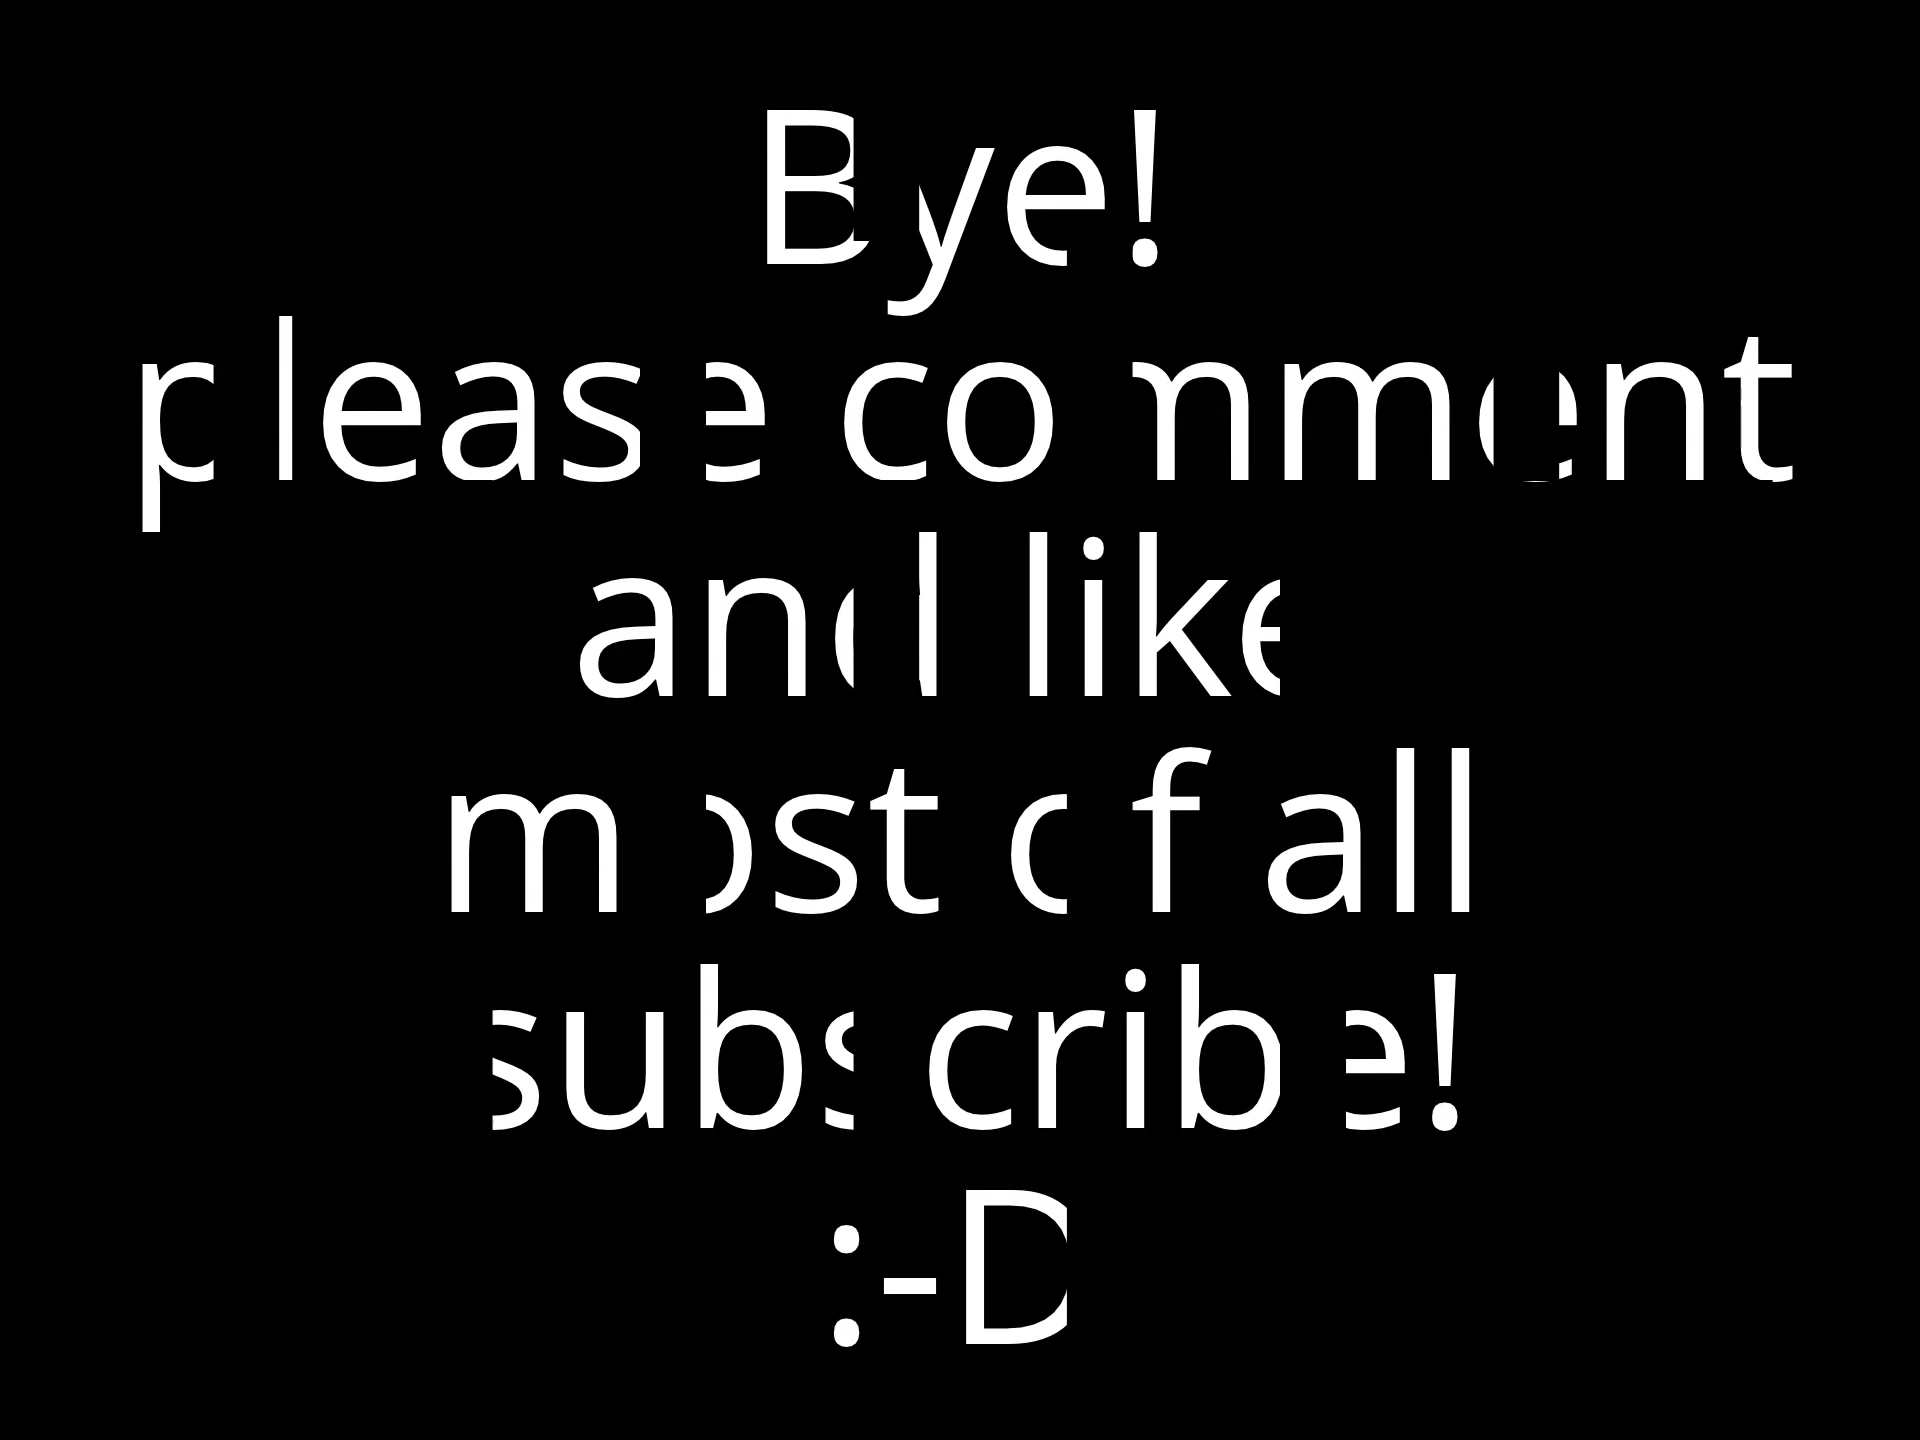 Bye!
please comment
and like
most of all
subscribe!
:-D